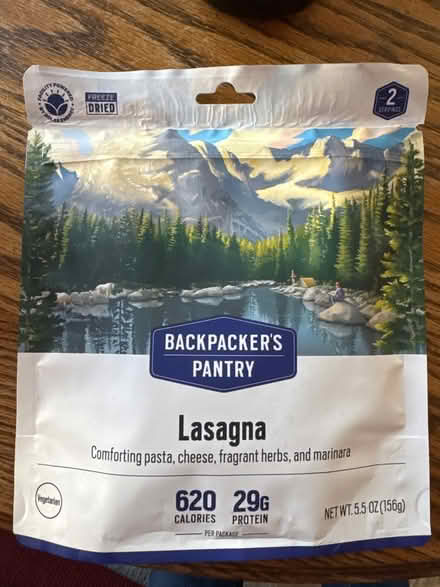 FREEZE
DRIED
2
SERVINGS
BACKPACKER'S
PANTRY
Lasagna
Comforting pasta, cheese, fragrant herbs, and marinara
Vegetarian
620
CALORIES
29G
PROTEIN
PER PACKAGE
NET WT. 5.5 OZ (156g)